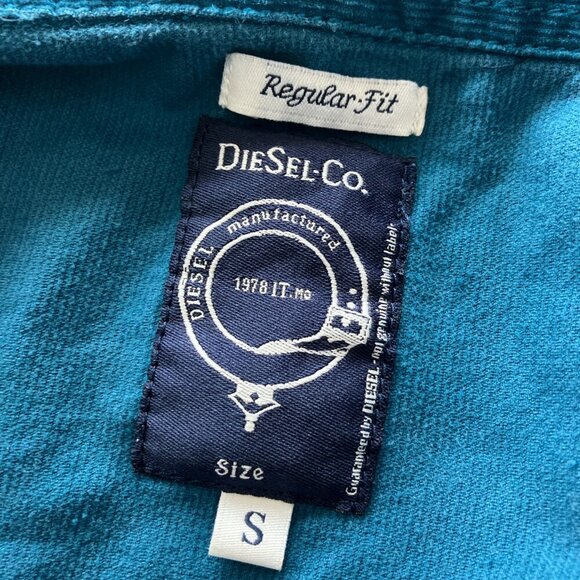 Regular·Fit
DIESEL·CO.
DIESEL manufactured
1978 IT.MO
Guaranteed by DIESEL - not genuine without label
Size
S